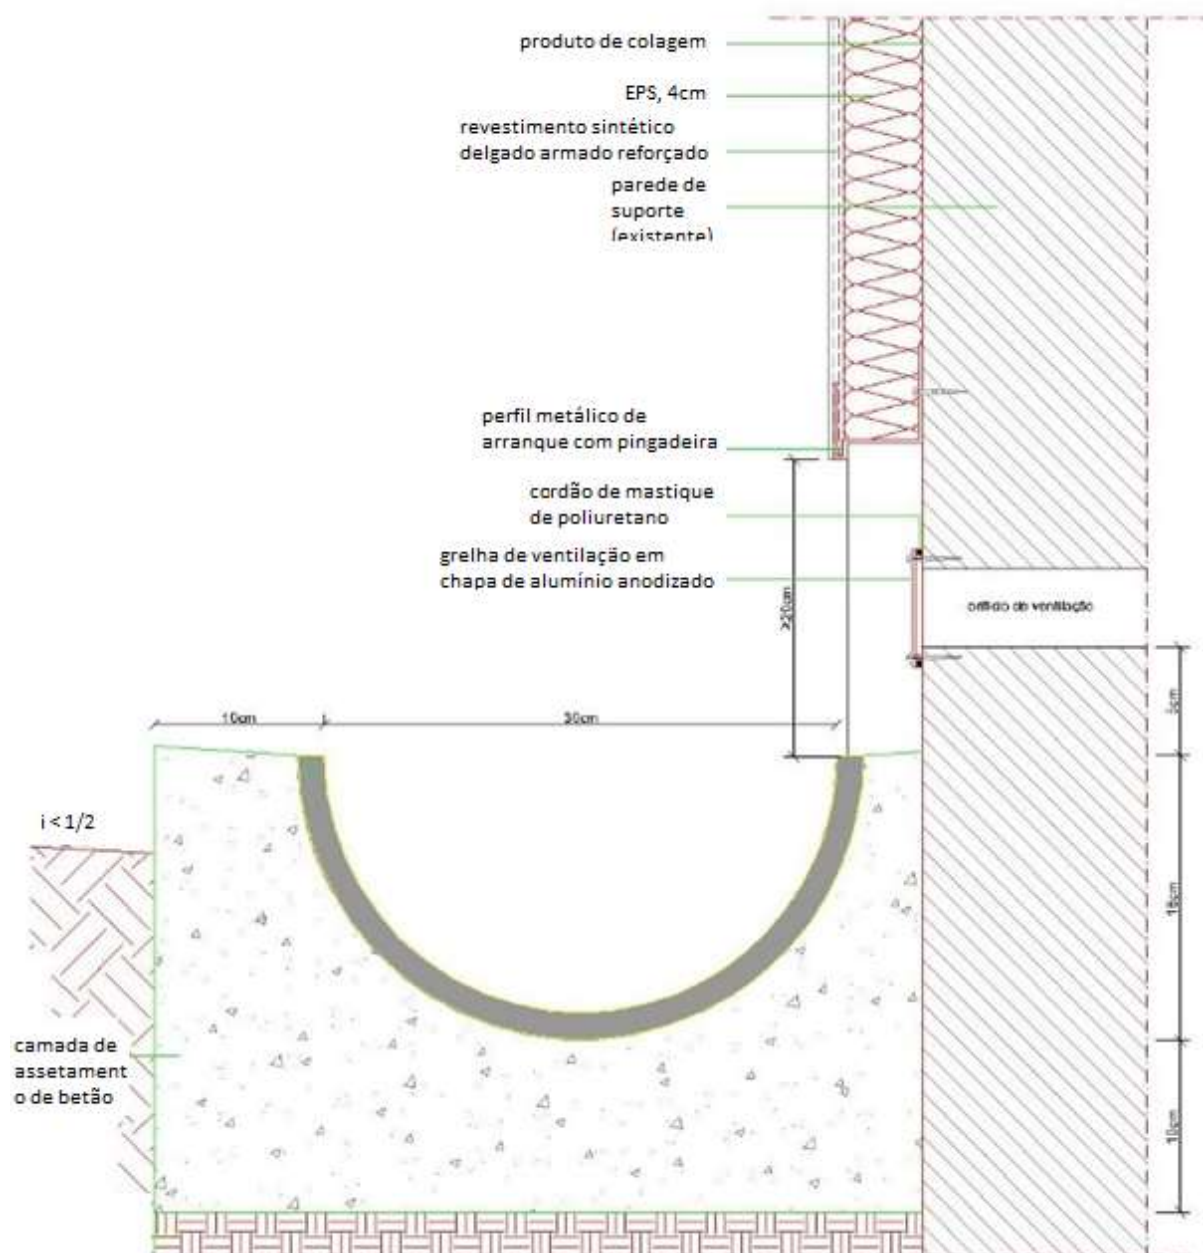 produto de colagem
EPS, 4cm
revestimento sintético
delgado armado reforçado
parede de
suporte
(existente)
perfil metálico de
arranque com pingadeira
cordão de mastique
de poliuretano
grelha de ventilação em
chapa de alumínio anodizado
orifício de ventilação
≥20cm
10cm
30cm
i < 1/2
camada de
assetament
o de betão
10cm